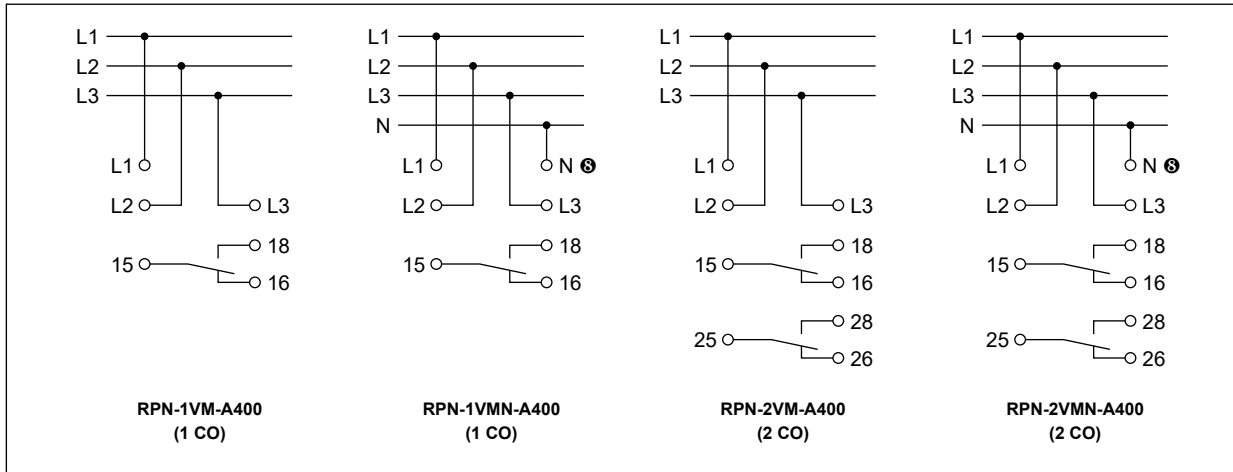 L1
L2
L3
L1
L2
L3
15
18
16
RPN-1VM-A400
(1 CO)
L1
L2
L3
N
L1
N ❽
L2
L3
15
18
16
RPN-1VMN-A400
(1 CO)
L1
L2
L3
L1
L2
L3
15
18
16
25
28
26
RPN-2VM-A400
(2 CO)
L1
L2
L3
N
L1
N ❽
L2
L3
15
18
16
25
28
26
RPN-2VMN-A400
(2 CO)